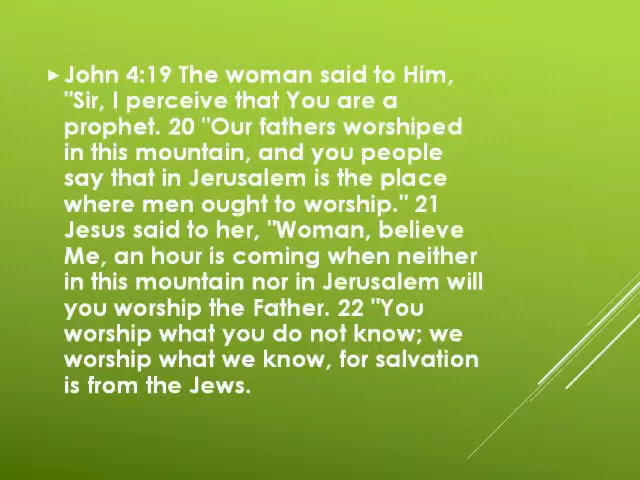 John 4:19 The woman said to Him,
"Sir, I perceive that You are a
prophet. 20 "Our fathers worshiped
in this mountain, and you people
say that in Jerusalem is the place
where men ought to worship." 21
Jesus said to her, "Woman, believe
Me, an hour is coming when neither
in this mountain nor in Jerusalem will
you worship the Father. 22 "You
worship what you do not know; we
worship what we know, for salvation
is from the Jews.